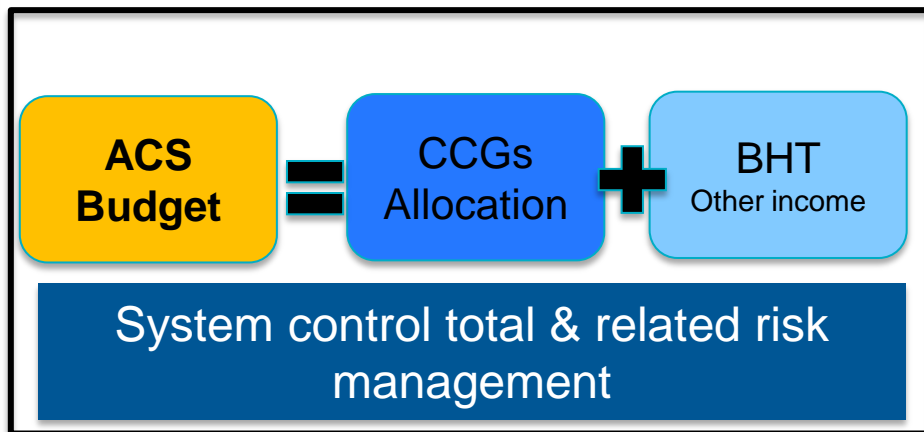 ACS
Budget
CCGs
Allocation
BHT
Other income
System control total & related risk
management